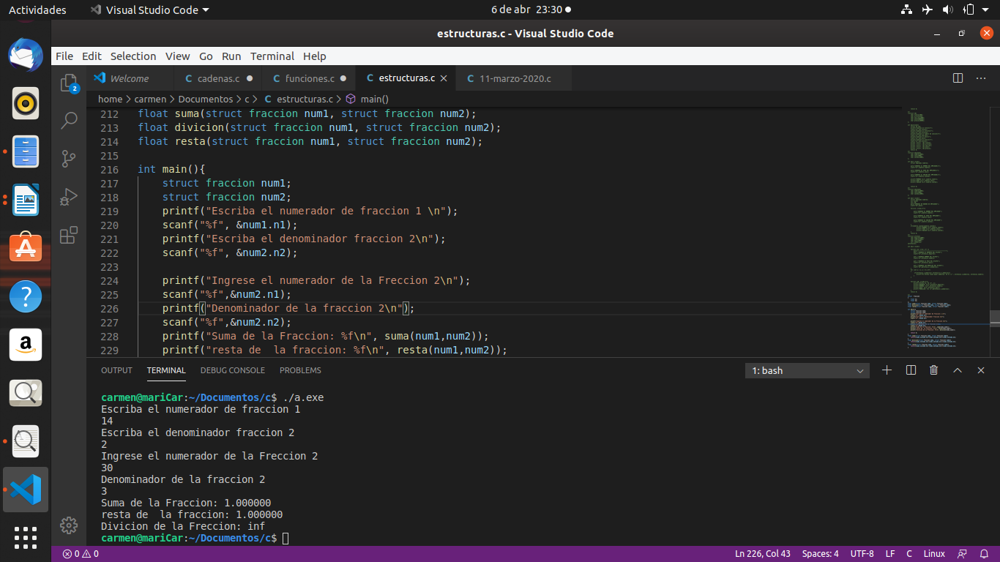 Actividades Visual Studio Code 6 de abr 23:30
estructuras.c - Visual Studio Code
File Edit Selection View Go Run Terminal Help
Welcome C cadenas.c C funciones.c C estructuras.c C 11-marzo-2020.c
2
home > carmen > Documentos > c > C estructuras.c > main()
212 float suma(struct fraccion num1, struct fraccion num2);
213 float divicion(struct fraccion num1, struct fraccion num2);
214 float resta(struct fraccion num1, struct fraccion num2);
215
216 int main(){
217 struct fraccion num1;
218 struct fraccion num2;
219 printf("Escriba el numerador de fraccion 1 \n");
220 scanf("%f", &num1.n1);
221 printf("Escriba el denominador fraccion 2\n");
222 scanf("%f", &num2.n2);
223
224 printf("Ingrese el numerador de la Freccion 2\n");
225 scanf("%f",&num2.n1);
226 printf("Denominador de la fraccion 2\n");
227 scanf("%f",&num2.n2);
228 printf("Suma de la Fraccion: %f\n", suma(num1,num2));
229 printf("resta de  la fraccion: %f\n", resta(num1,num2));
OUTPUT TERMINAL DEBUG CONSOLE PROBLEMS 1: bash
carmen@mariCar:~/Documentos/c$ ./a.exe
Escriba el numerador de fraccion 1
14
Escriba el denominador fraccion 2
2
Ingrese el numerador de la Freccion 2
30
Denominador de la fraccion 2
3
Suma de la Fraccion: 1.000000
resta de  la fraccion: 1.000000
Divicion de la Freccion: inf
carmen@mariCar:~/Documentos/c$
0 0 Ln 226, Col 43 Spaces: 4 UTF-8 LF C Linux